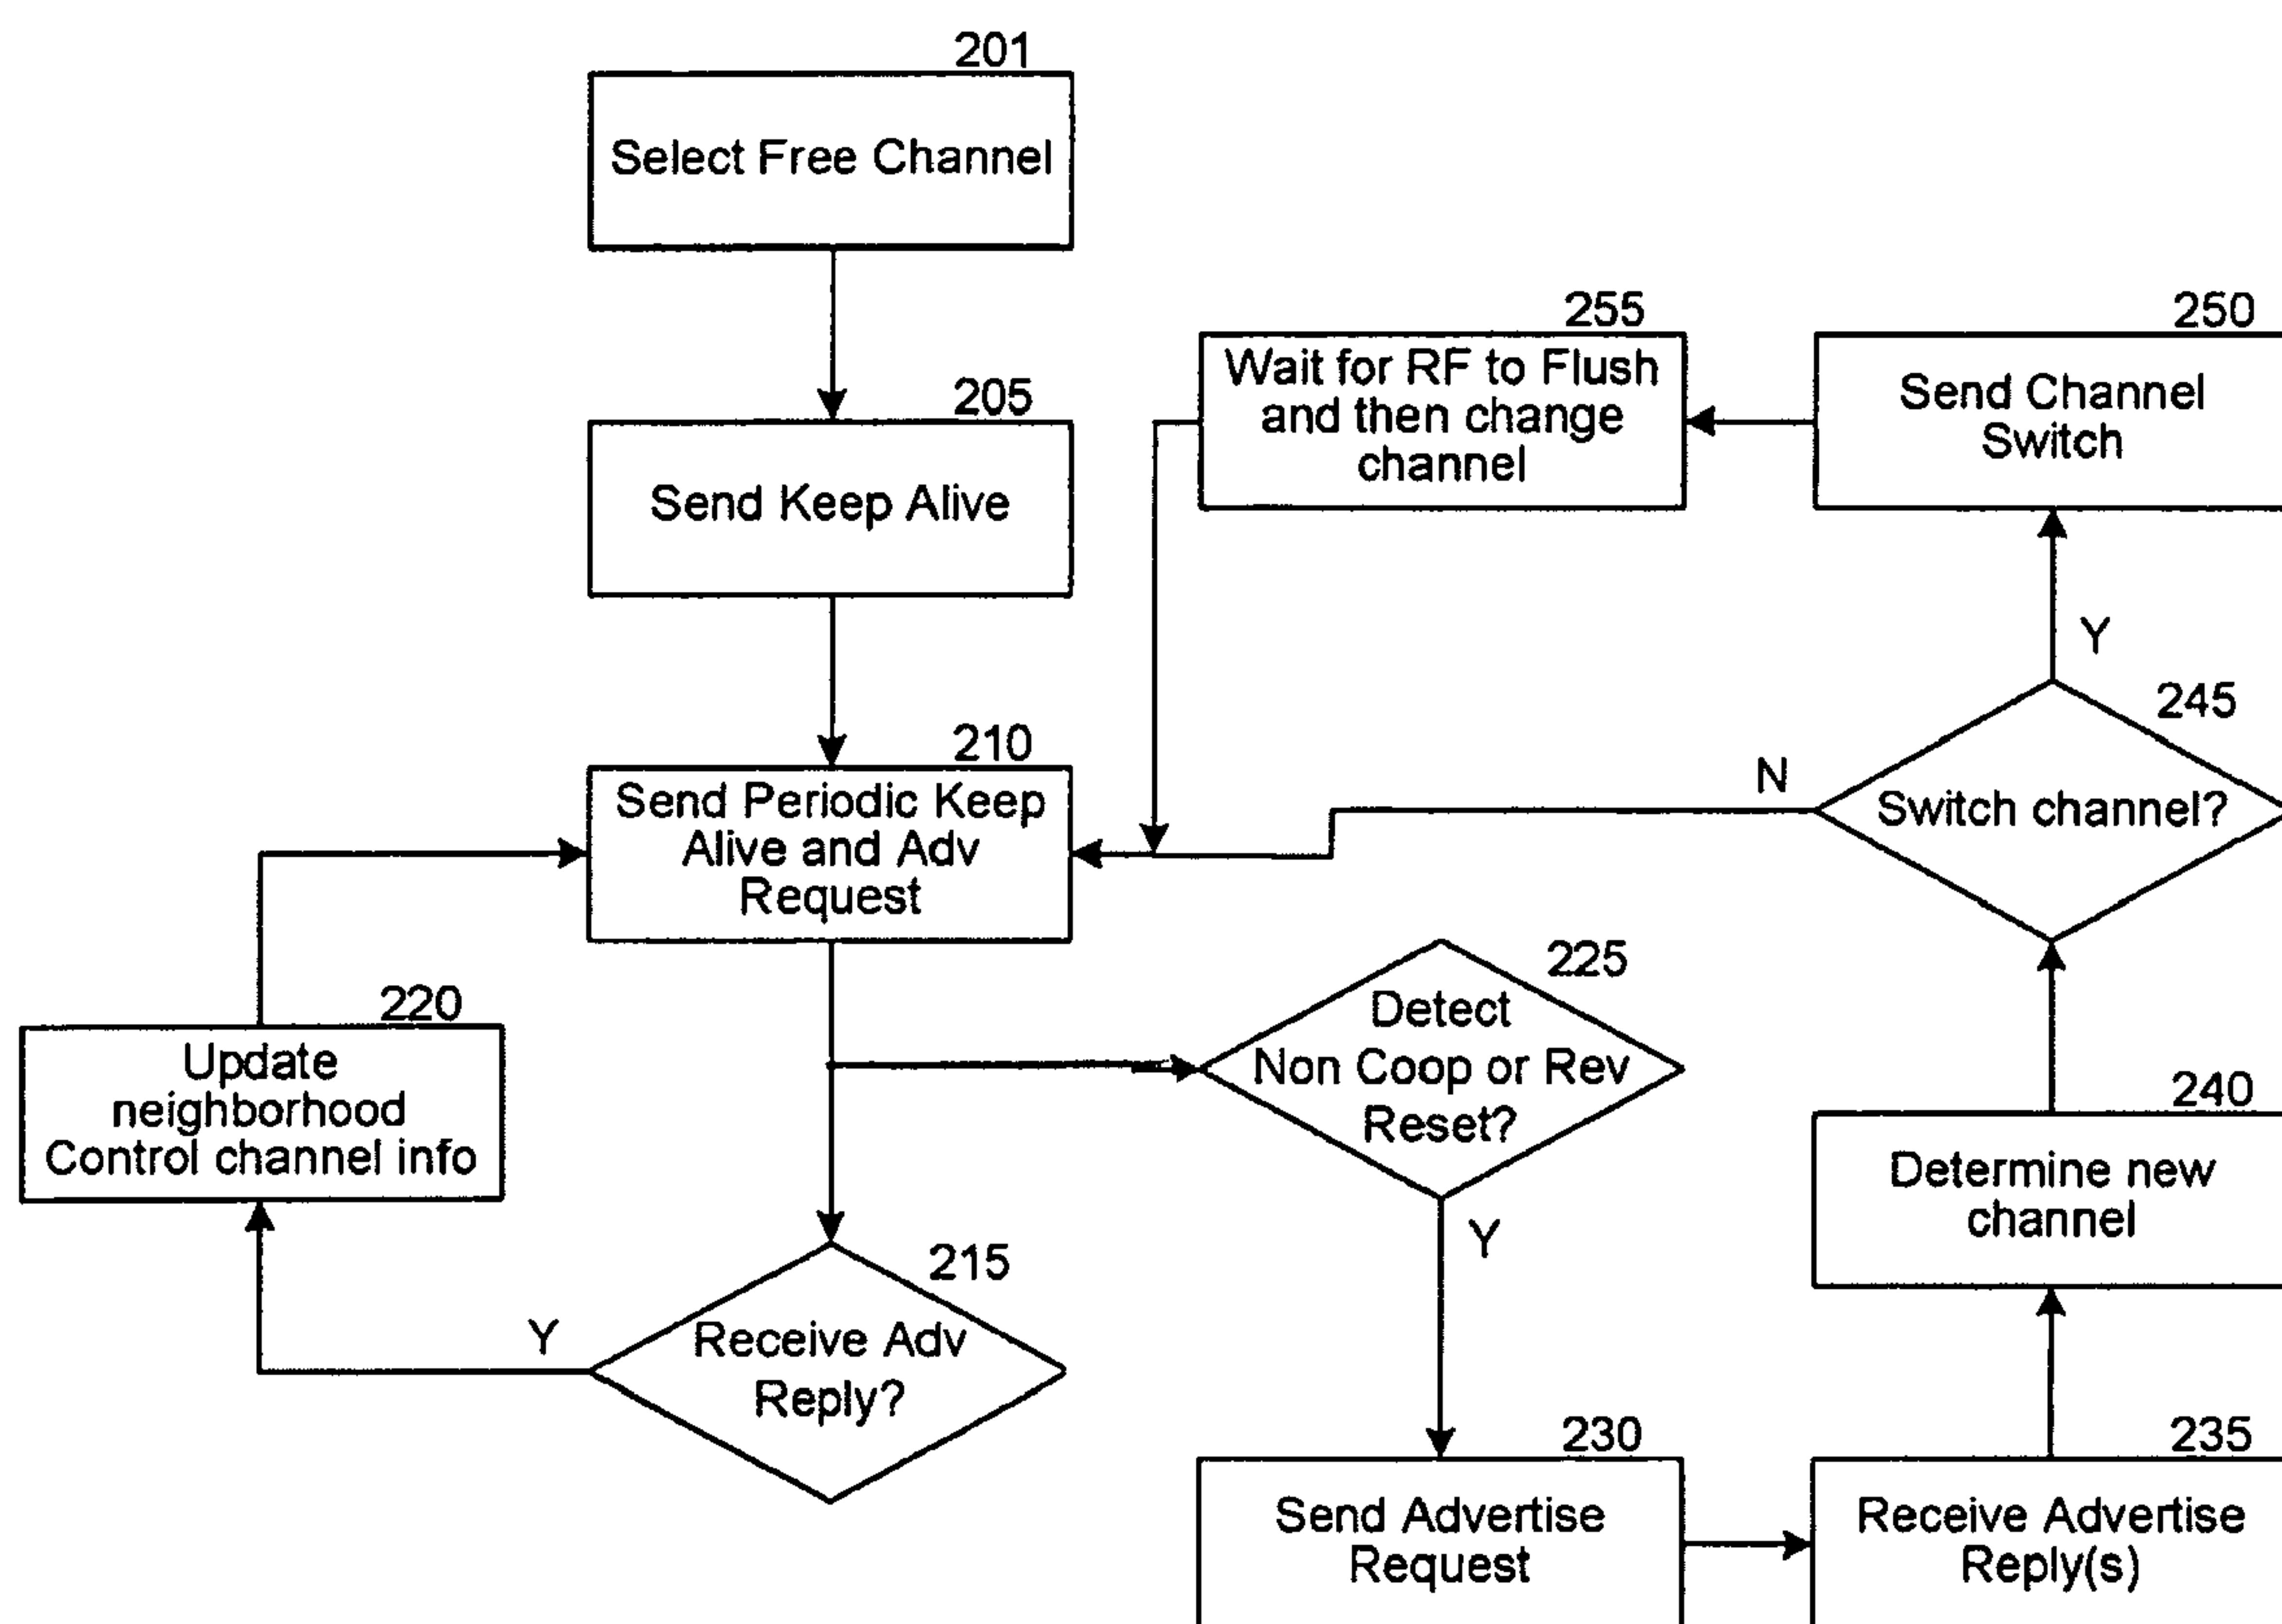 201
Select Free Channel
205
Send Keep Alive
210
Send Periodic Keep
Alive and Adv
Request
215
Receive Adv
Reply?
Y
220
Update
neighborhood
Control channel info
225
Detect
Non Coop or Rev
Reset?
Y
230
Send Advertise
Request
235
Receive Advertise
Reply(s)
240
Determine new
channel
245
Switch channel?
N
Y
250
Send Channel
Switch
255
Wait for RF to Flush
and then change
channel